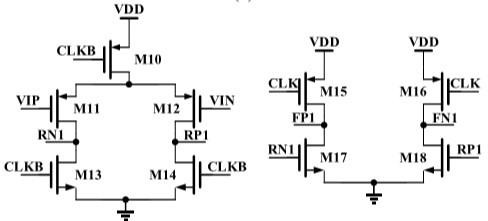 VDD
CLKB
M10
VDD
VDD
VIP
M11
M12
VIN
CLK
M15
M16
CLK
RN1
RP1
FP1
FN1
CLKB
M13
M14
CLKB
RN1
M17
M18
RP1